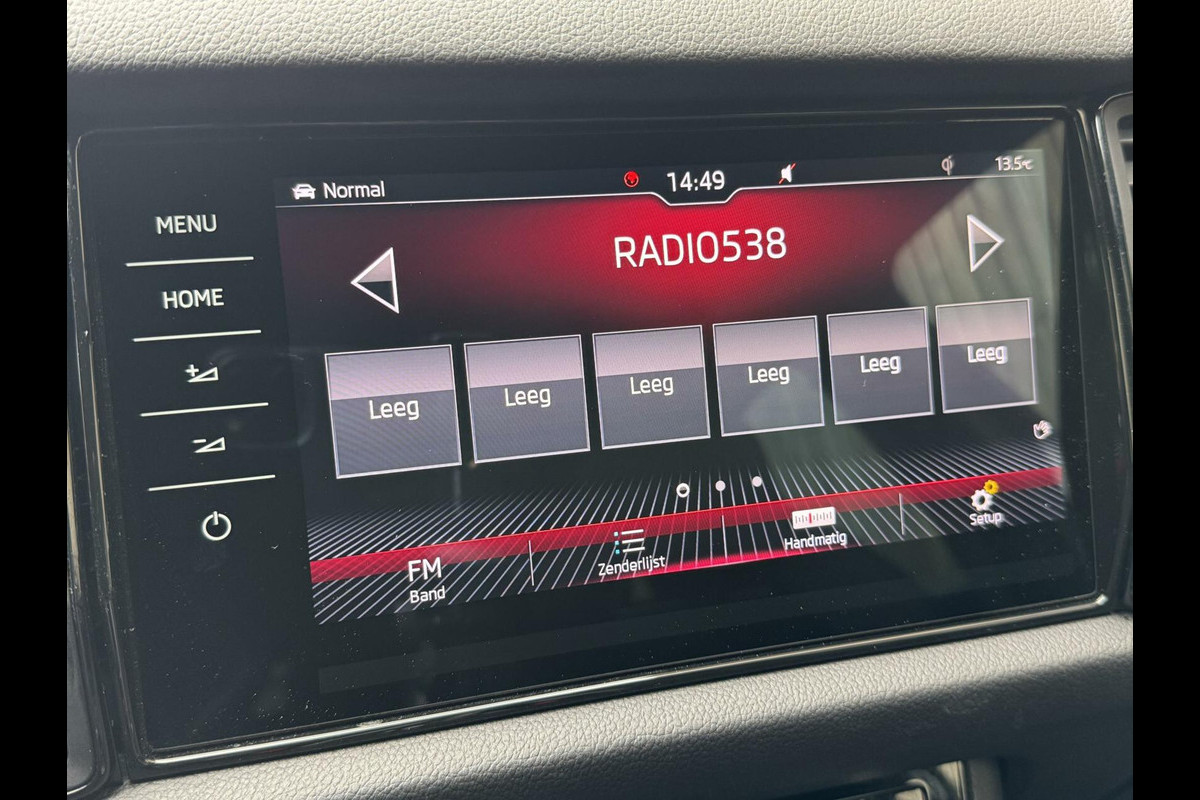 Normal
14:49
13.5°C
MENU
HOME
RADIO538
Leeg
Leeg
Leeg
Leeg
Leeg
Leeg
FM
Band
Zenderlijst
Handmatig
Setup